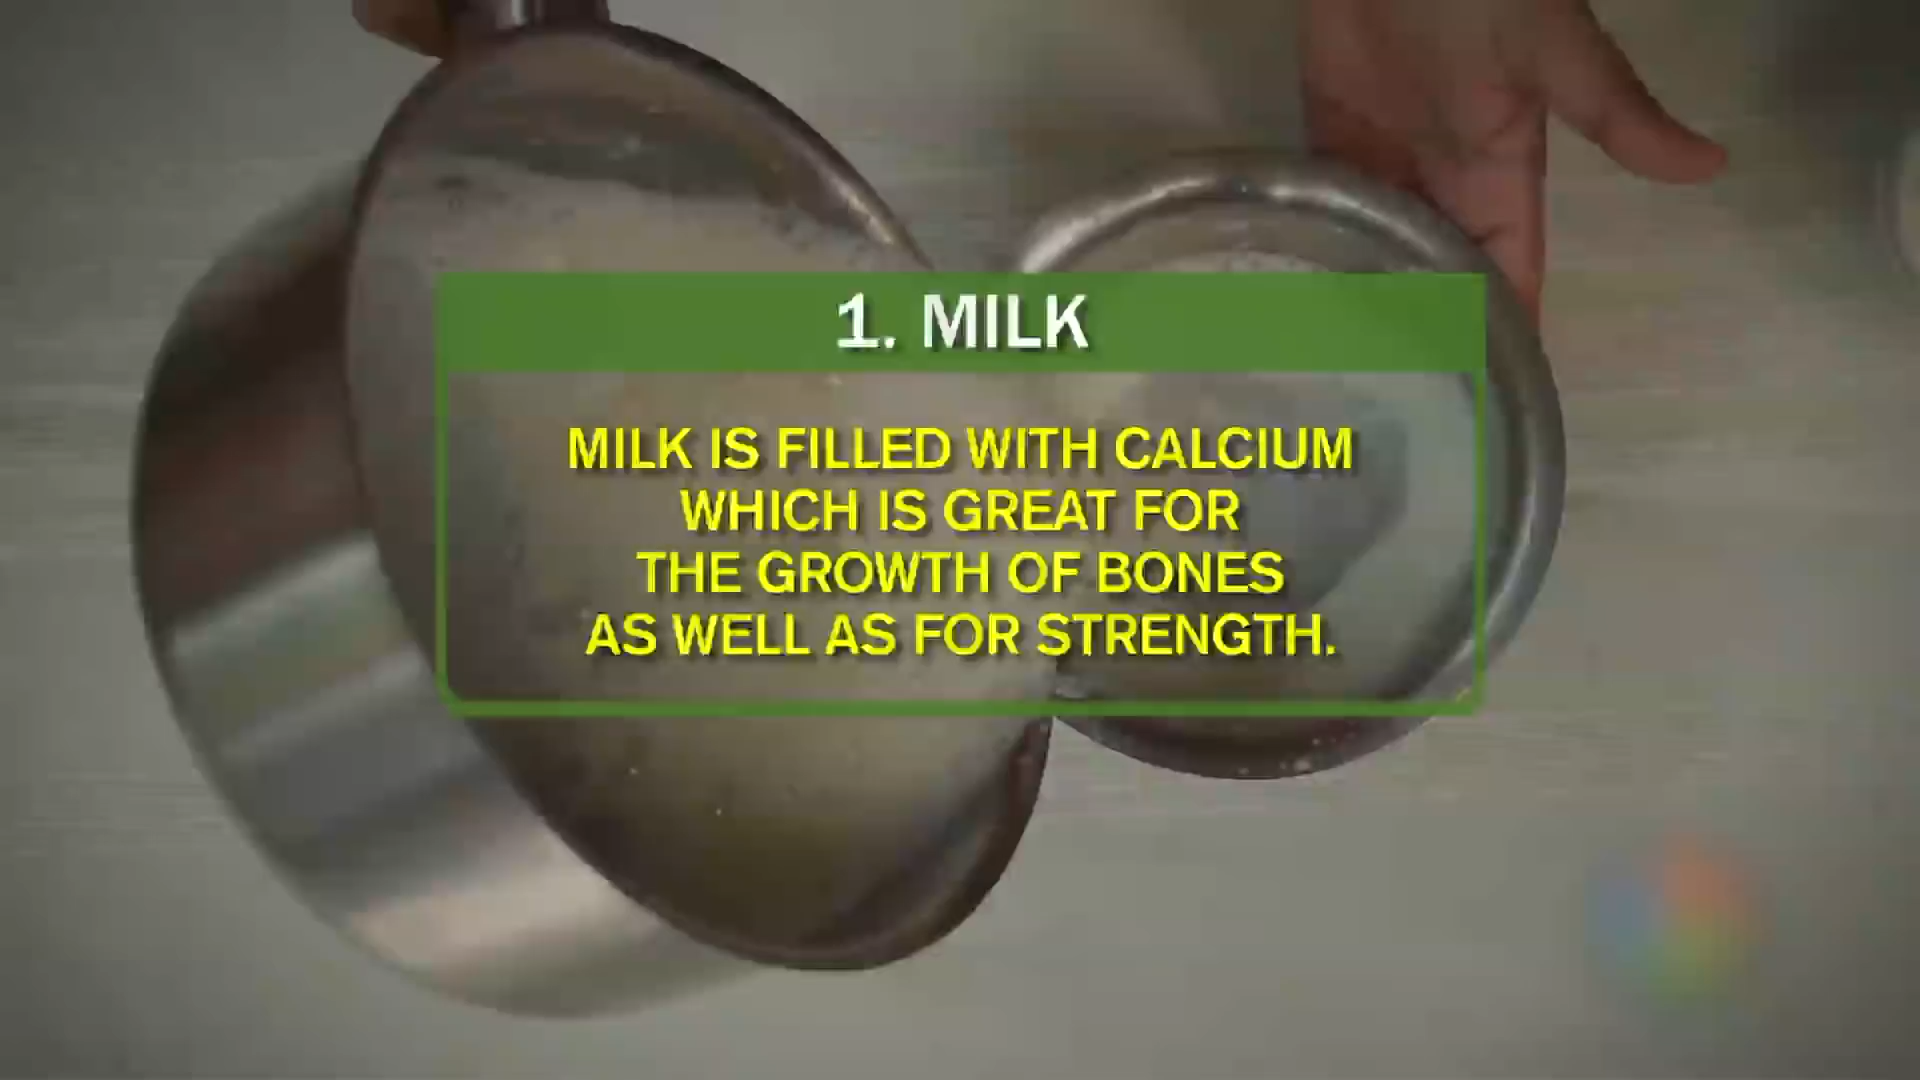 1. MILK
MILK IS FILLED WITH CALCIUM
WHICH IS GREAT FOR
THE GROWTH OF BONES
AS WELL AS FOR STRENGTH.